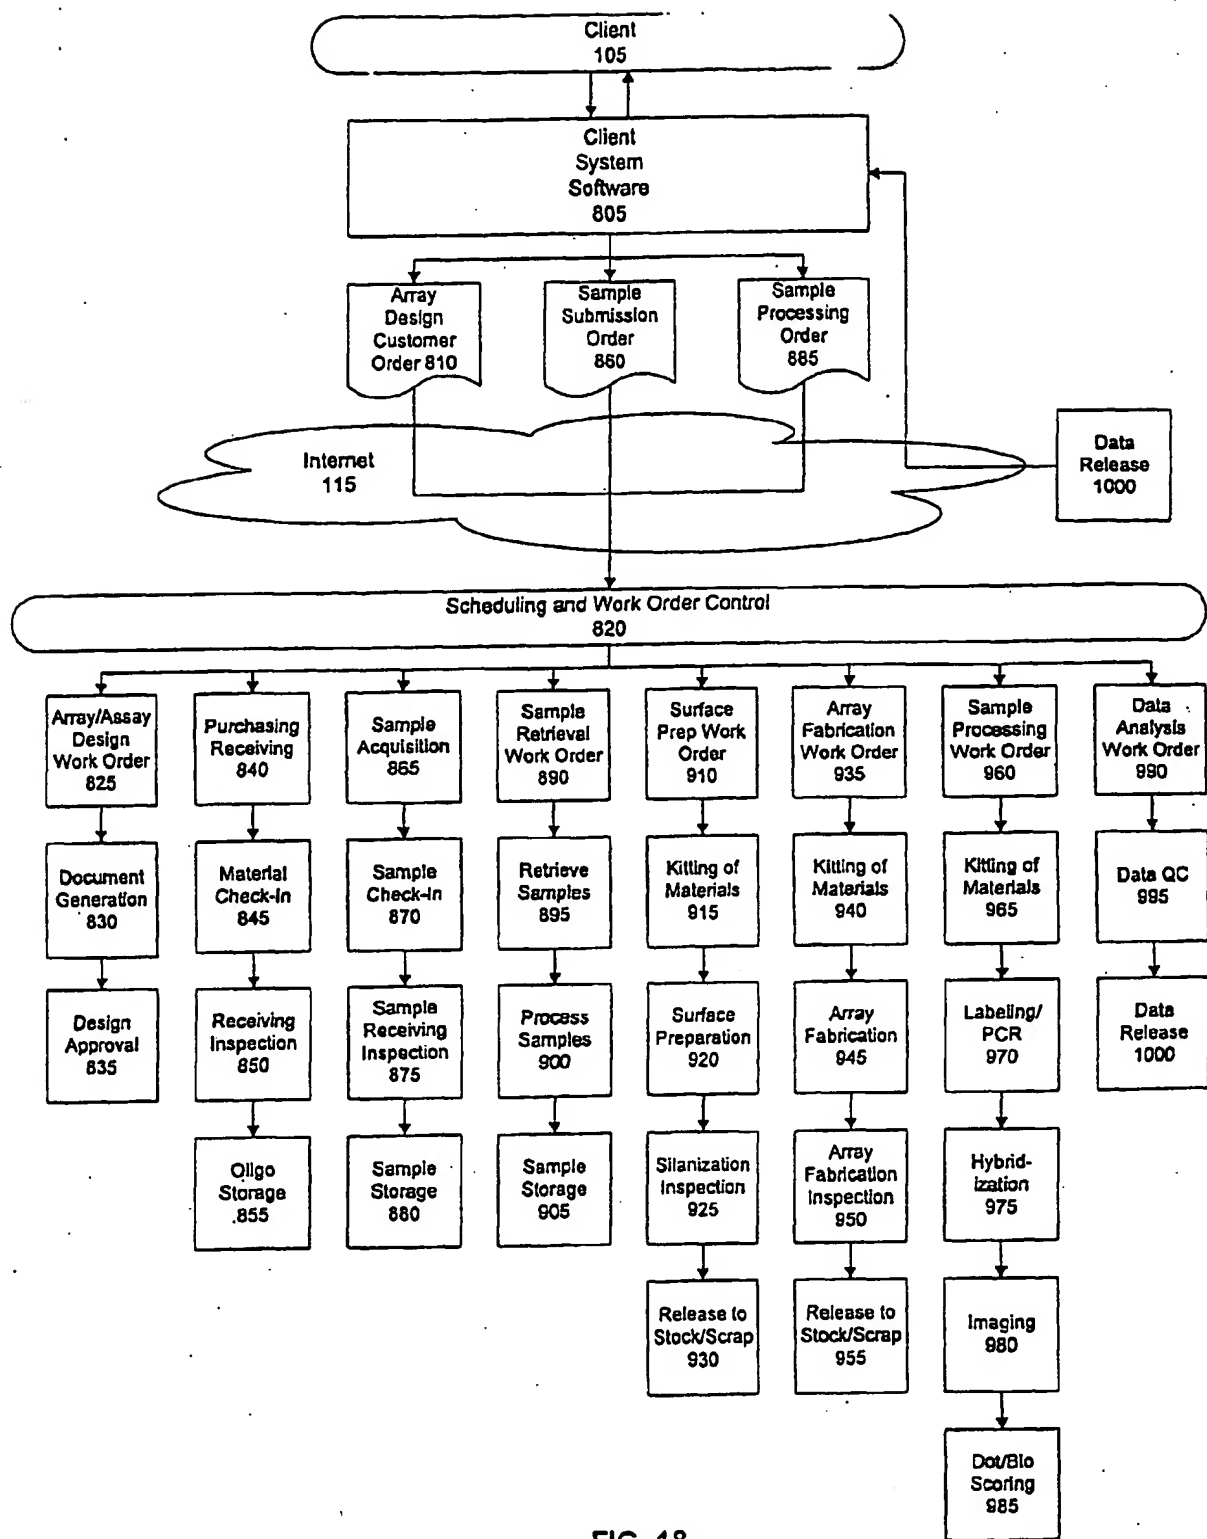 Client
105
Client
System
Software
805
Array
Design
Customer
Order 810
Sample
Submission
Order
860
Sample
Processing
Order
885
Internet
115
Data
Release
1000
Scheduling and Work Order Control
820
Array/Assay
Design
Work Order
825
Purchasing
Receiving
840
Sample
Acquisition
865
Sample
Retrieval
Work Order
890
Surface
Prep Work
Order
910
Array
Fabrication
Work Order
935
Sample
Processing
Work Order
960
Data
Analysis
Work Order
990
Document
Generation
830
Material
Check-In
845
Sample
Check-In
870
Retrieve
Samples
895
Kitting of
Materials
915
Kitting of
Materials
940
Kitting of
Materials
965
Data QC
995
Design
Approval
835
Receiving
Inspection
850
Sample
Receiving
Inspection
875
Process
Samples
900
Surface
Preparation
920
Array
Fabrication
945
Labeling/
PCR
970
Data
Release
1000
Oligo
Storage
855
Sample
Storage
880
Sample
Storage
905
Silanization
Inspection
925
Array
Fabrication
Inspection
950
Hybrid-
ization
975
Release to
Stock/Scrap
930
Release to
Stock/Scrap
955
Imaging
980
Dot/Bio
Scoring
985
FIG. 18